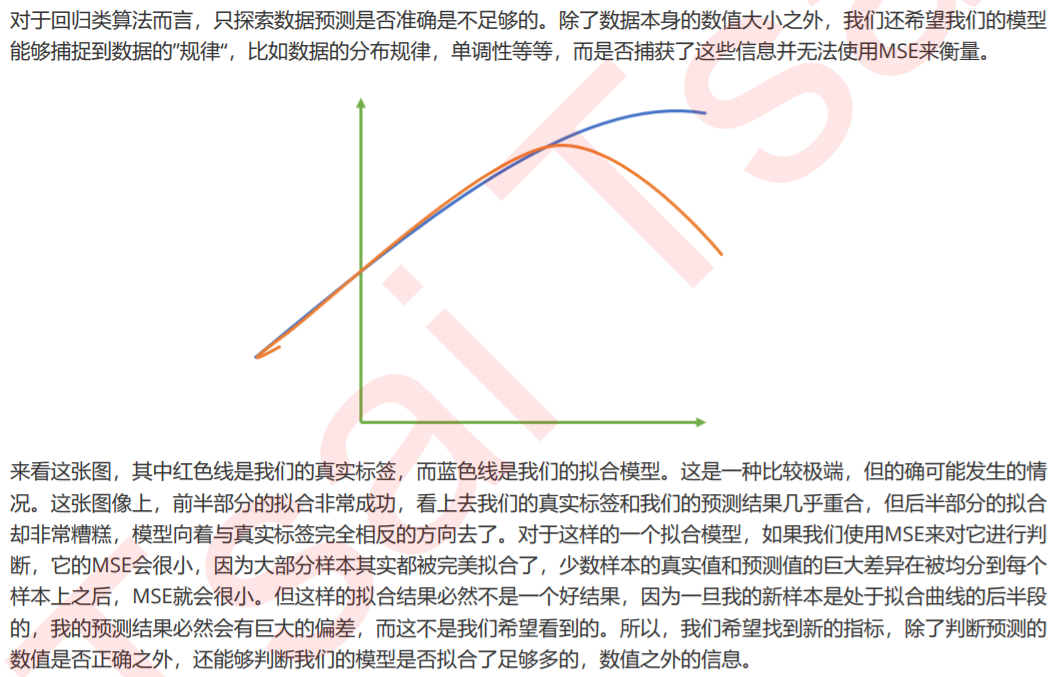 对于回归类算法而言，只探索数据预测是否准确是不足够的。除了数据本身的数值大小之外，我们还希望我们的模型
能够捕捉到数据的"规律"，比如数据的分布规律，单调性等等，而是否捕获了这些信息并无法使用MSE来衡量。
来看这张图，其中红色线是我们的真实标签，而蓝色线是我们的拟合模型。这是一种比较极端，但的确可能发生的情
况。这张图像上，前半部分的拟合非常成功，看上去我们的真实标签和我们的预测结果几乎重合，但后半部分的拟合
却非常糟糕，模型向着与真实标签完全相反的方向去了。对于这样的一个拟合模型，如果我们使用MSE来对它进行判
断，它的MSE会很小，因为大部分样本其实都被完美拟合了，少数样本的真实值和预测值的巨大差异在被均分到每个
样本上之后，MSE就会很小。但这样的拟合结果必然不是一个好结果，因为一旦我的新样本是处于拟合曲线的后半段
的，我的预测结果必然会有巨大的偏差，而这不是我们希望看到的。所以，我们希望找到新的指标，除了判断预测的
数值是否正确之外，还能够判断我们的模型是否拟合了足够多的，数值之外的信息。
Tsai Tsai